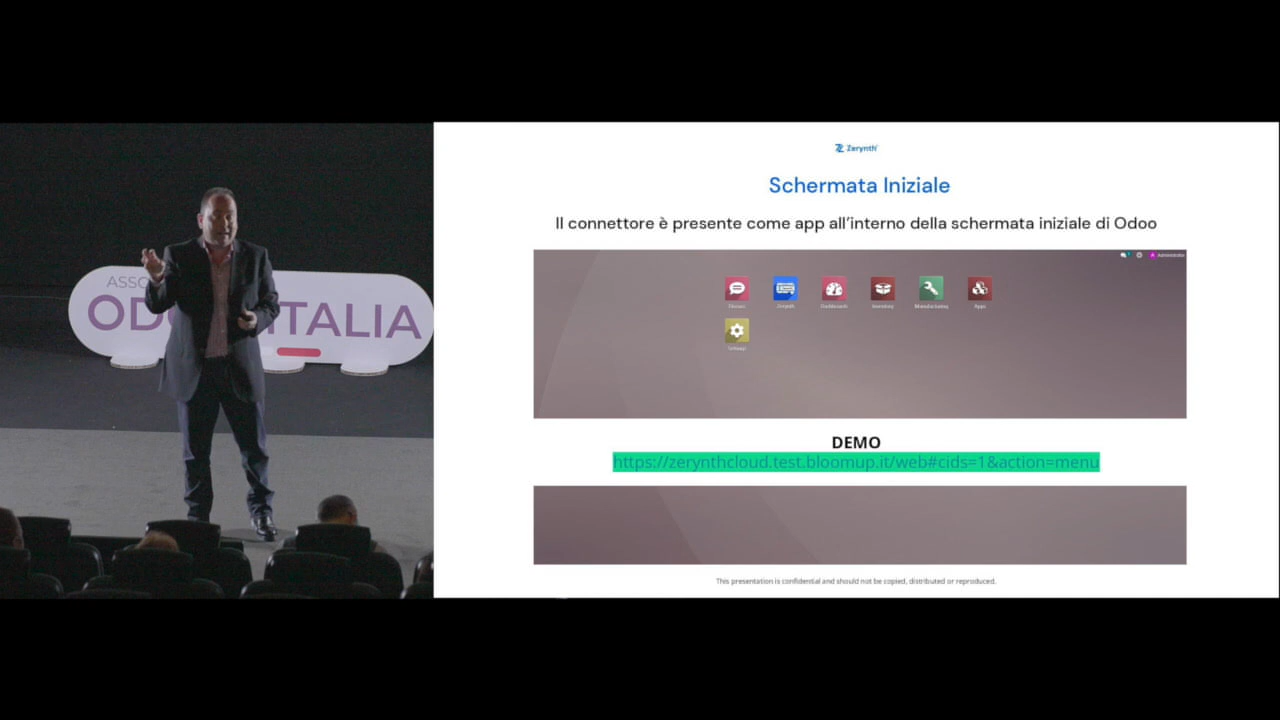 ASSO
ODO ITALIA
Zerynth
Schermata Iniziale
Il connettore è presente come app all'interno della schermata iniziale di Odoo
Administrator
Discuss
Zerynth
Dashboards
Inventory
Manufacturing
Apps
Settings
DEMO
https://zerynthcloud.test.bloomup.it/web#cids=1&action=menu
This presentation is confidential and should not be copied, distributed or reproduced.